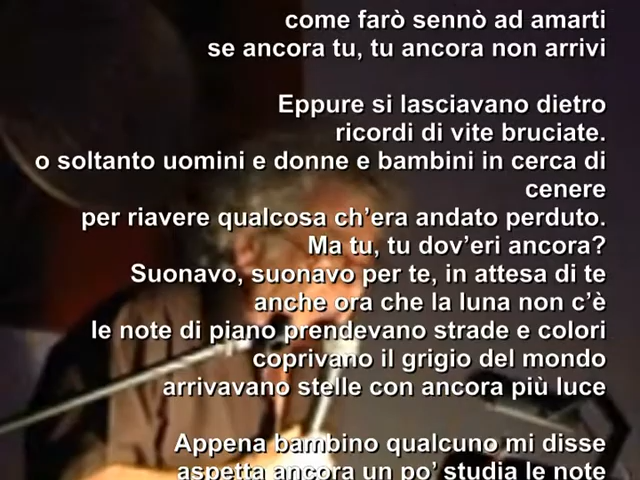 come farò sennò ad amarti
se ancora tu, tu ancora non arrivi
Eppure si lasciavano dietro
ricordi di vite bruciate.
o soltanto uomini e donne e bambini in cerca di
cenere
per riavere qualcosa ch’era andato perduto.
Ma tu, tu dov’eri ancora?
Suonavo, suonavo per te, in attesa di te
anche ora che la luna non c’è
le note di piano prendevano strade e colori
coprivano il grigio del mondo
arrivavano stelle con ancora più luce
Appena bambino qualcuno mi disse
aspetta ancora un po’ studia le note